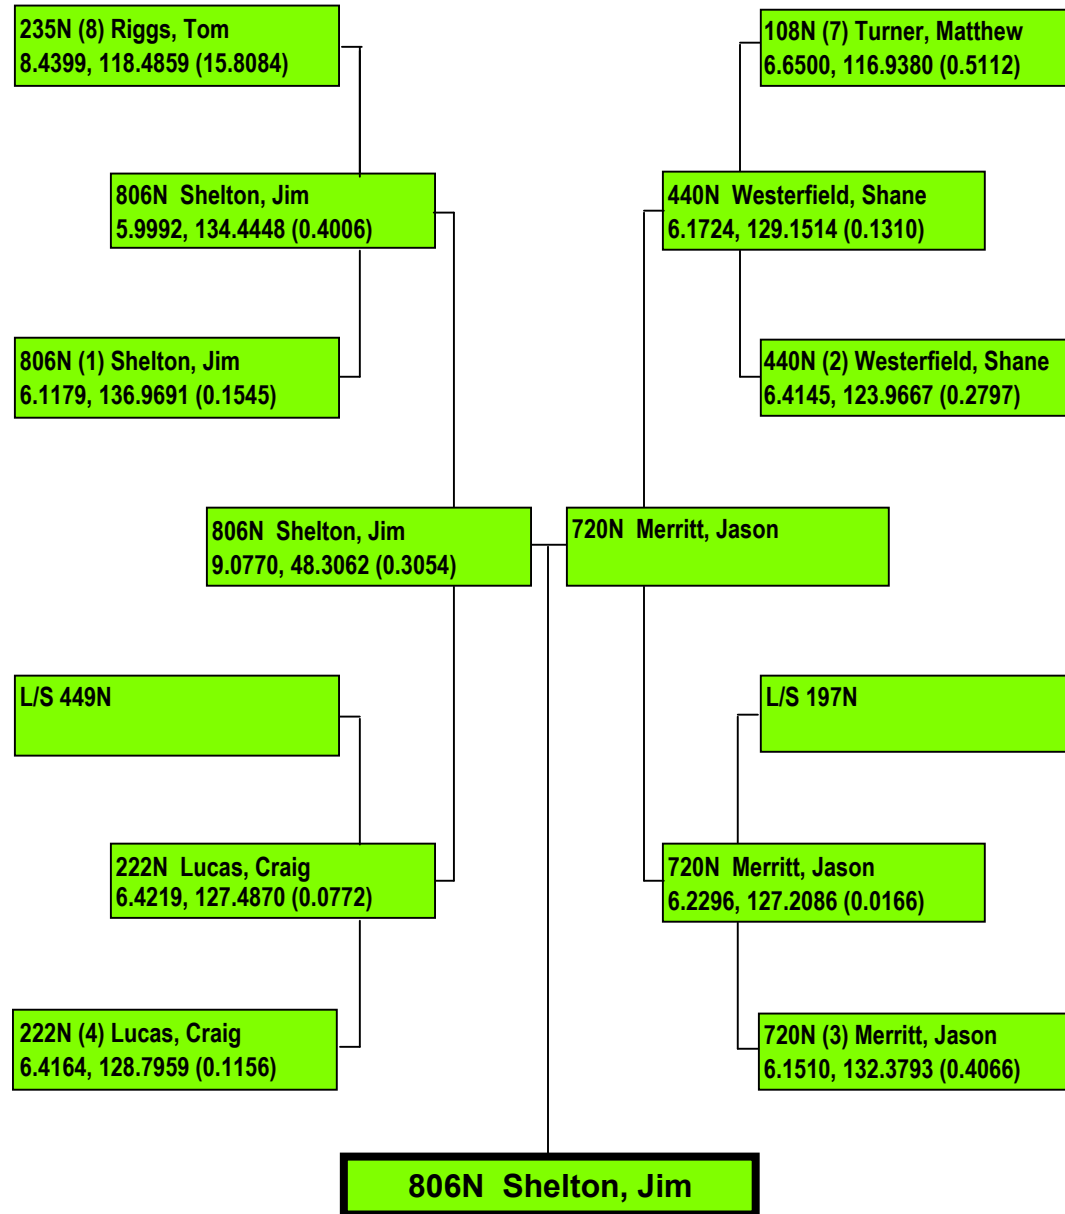 235N (8) Riggs, Tom
8.4399, 118.4859 (15.8084)
108N (7) Turner, Matthew
6.6500, 116.9380 (0.5112)
806N Shelton, Jim
5.9992, 134.4448 (0.4006)
440N Westerfield, Shane
6.1724, 129.1514 (0.1310)
806N (1) Shelton, Jim
6.1179, 136.9691 (0.1545)
440N (2) Westerfield, Shane
6.4145, 123.9667 (0.2797)
806N Shelton, Jim
9.0770, 48.3062 (0.3054)
720N Merritt, Jason
L/S 449N
L/S 197N
222N Lucas, Craig
6.4219, 127.4870 (0.0772)
720N Merritt, Jason
6.2296, 127.2086 (0.0166)
222N (4) Lucas, Craig
6.4164, 128.7959 (0.1156)
720N (3) Merritt, Jason
6.1510, 132.3793 (0.4066)
806N Shelton, Jim